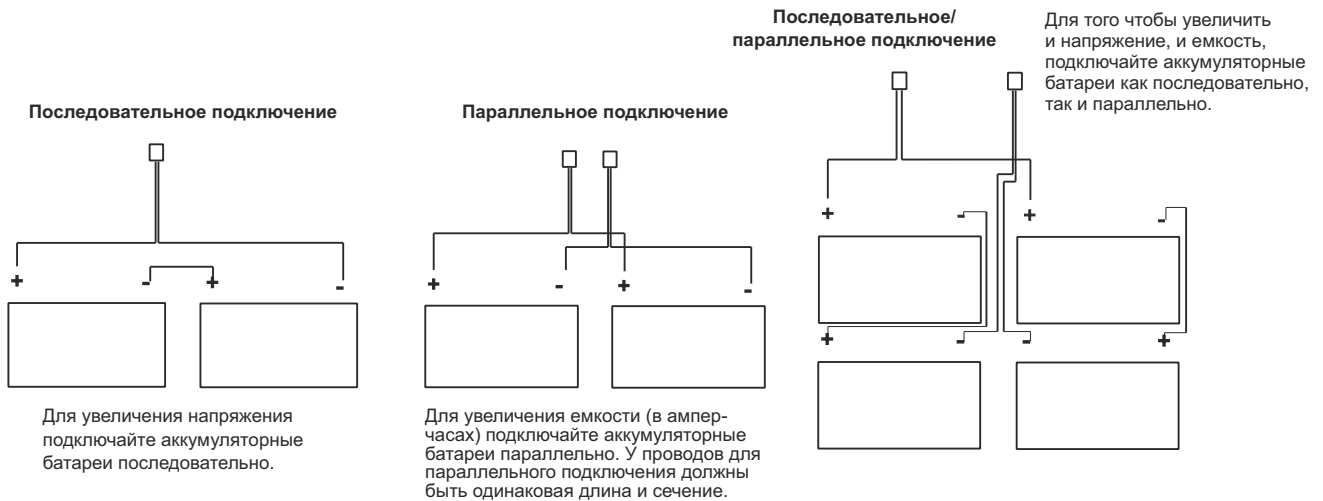 Последовательное подключение
+ - + -
Для увеличения напряжения
подключайте аккумуляторные
батареи последовательно.
Параллельное подключение
+ - + -
Для увеличения емкости (в ампер-
часах) подключайте аккумуляторные
батареи параллельно. У проводов для
параллельного подключения должны
быть одинаковая длина и сечение.
Последовательное/
параллельное подключение
Для того чтобы увеличить
и напряжение, и емкость,
подключайте аккумуляторные
батареи как последовательно,
так и параллельно.
+ - + -
+ - - +